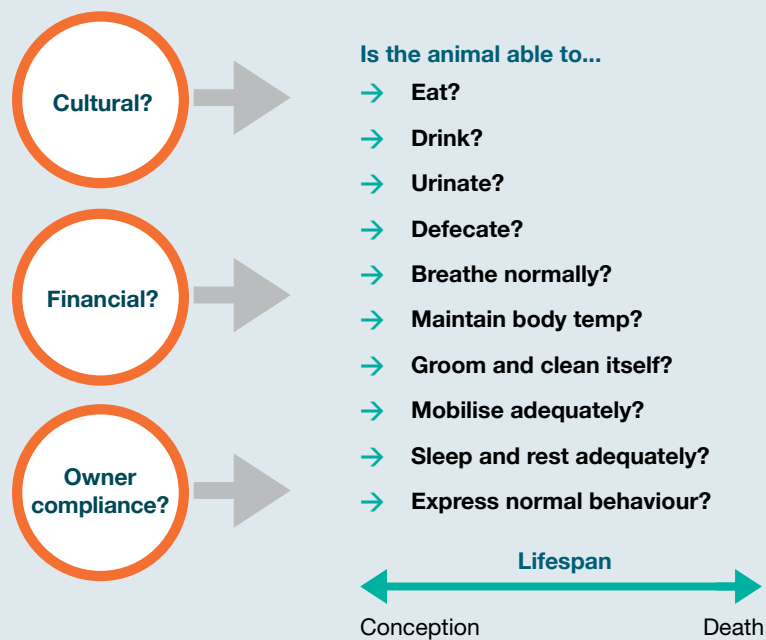 Cultural?
Financial?
Owner
compliance?
Is the animal able to...
→ Eat?
→ Drink?
→ Urinate?
→ Defecate?
→ Breathe normally?
→ Maintain body temp?
→ Groom and clean itself?
→ Mobilise adequately?
→ Sleep and rest adequately?
→ Express normal behaviour?
Lifespan
Conception
Death